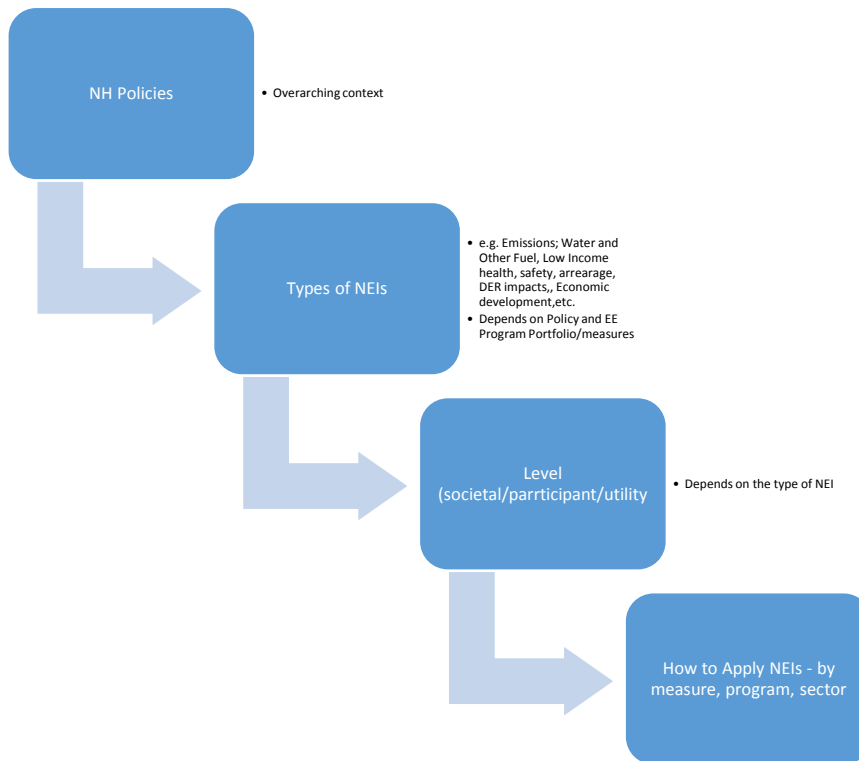 NH Policies
• Overarching context
Types of NEIs
• e.g. Emissions; Water and
Other Fuel, Low Income
health, safety, arrearage,
DER impacts,, Economic
development,etc.
• Depends on Policy and EE
Program Portfolio/measures
Level
(societal/parrticipant/utility
• Depends on the type of NEI
How to Apply NEIs - by
measure, program, sector